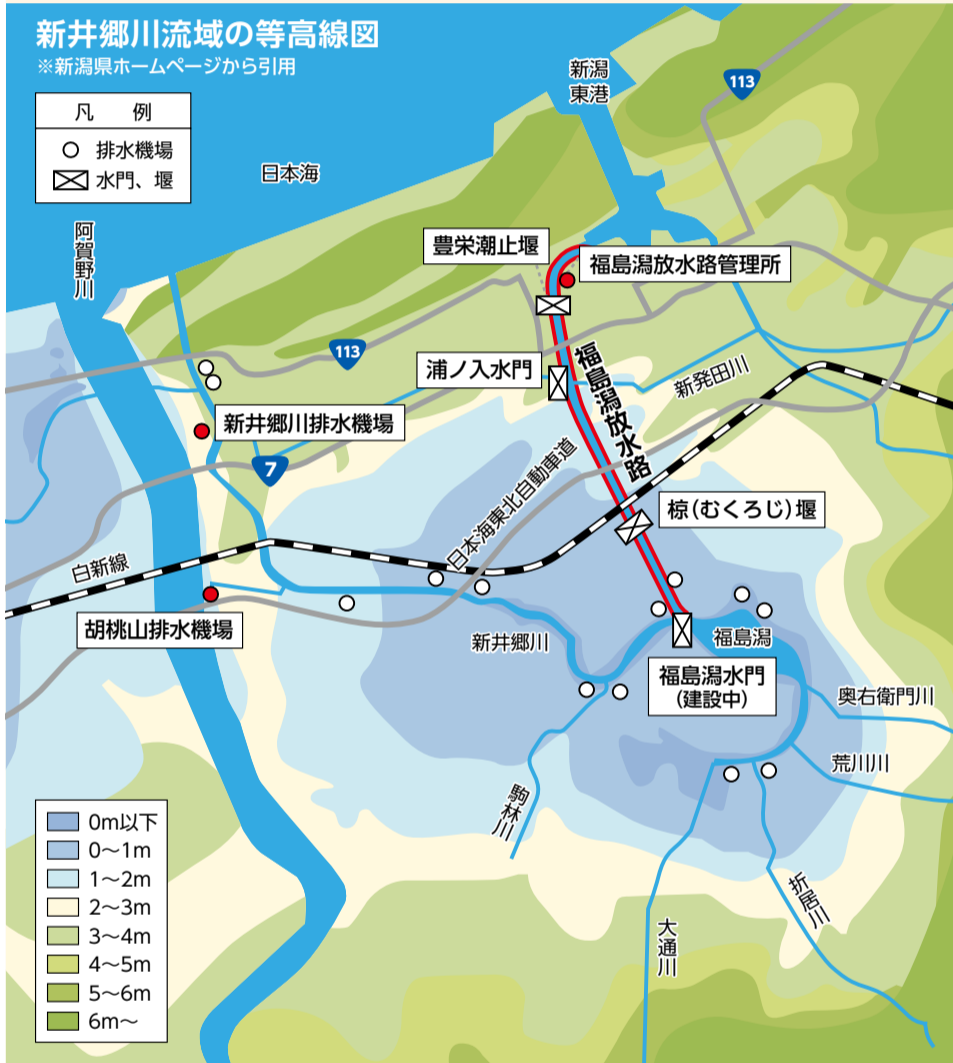 新井郷川流域の等高線図
※新潟県ホームページから引用
凡 例
排水機場
水門、堰
日本海
新潟
東港
113
阿賀野川
豊栄潮止堰
福島潟放水路管理所
113
浦ノ入水門
福島潟放水路
新発田川
新井郷川排水機場
7
日本海東北自動車道
椋(むくろじ)堰
白新線
胡桃山排水機場
新井郷川
福島潟
福島潟水門
(建設中)
奥右衛門川
荒川川
駒林川
折居川
大通川
0m以下
0〜1m
1〜2m
2〜3m
3〜4m
4〜5m
5〜6m
6m〜